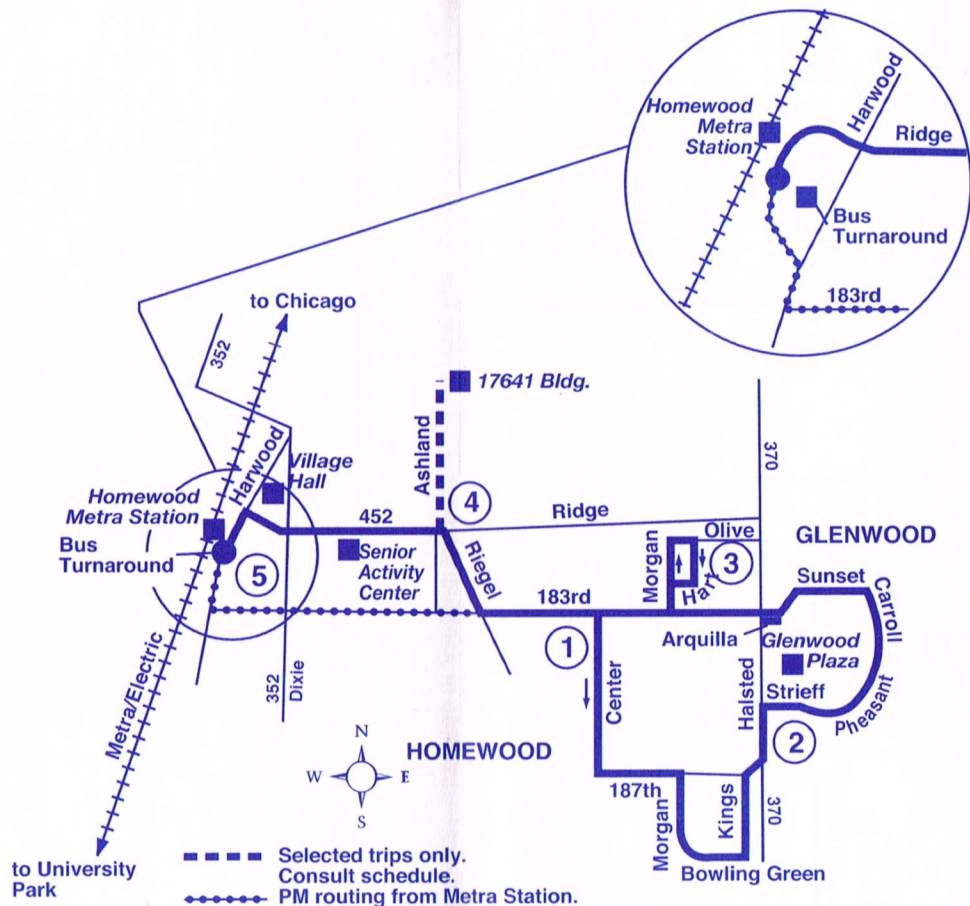 Homewood
Metra
Station
Harwood
Ridge
Bus
Turnaround
183rd
to Chicago
352
17641 Bldg.
Ashland
370
Harwood
Village
Hall
Homewood
Metra Station
Bus
Turnaround
452
4
Ridge
Olive
GLENWOOD
5
Senior
Activity
Center
Riegel
Morgan
Hart
3
Sunset
Carroll
183rd
1
Arquilla
Glenwood
Plaza
Metra/Electric
352
Dixie
Center
Halsted
Strieff
Pheasant
2
HOMEWOOD
N
W
E
S
187th
Morgan
Kings
370
Bowling Green
to University
Park
Selected trips only.
Consult schedule.
PM routing from Metra Station.